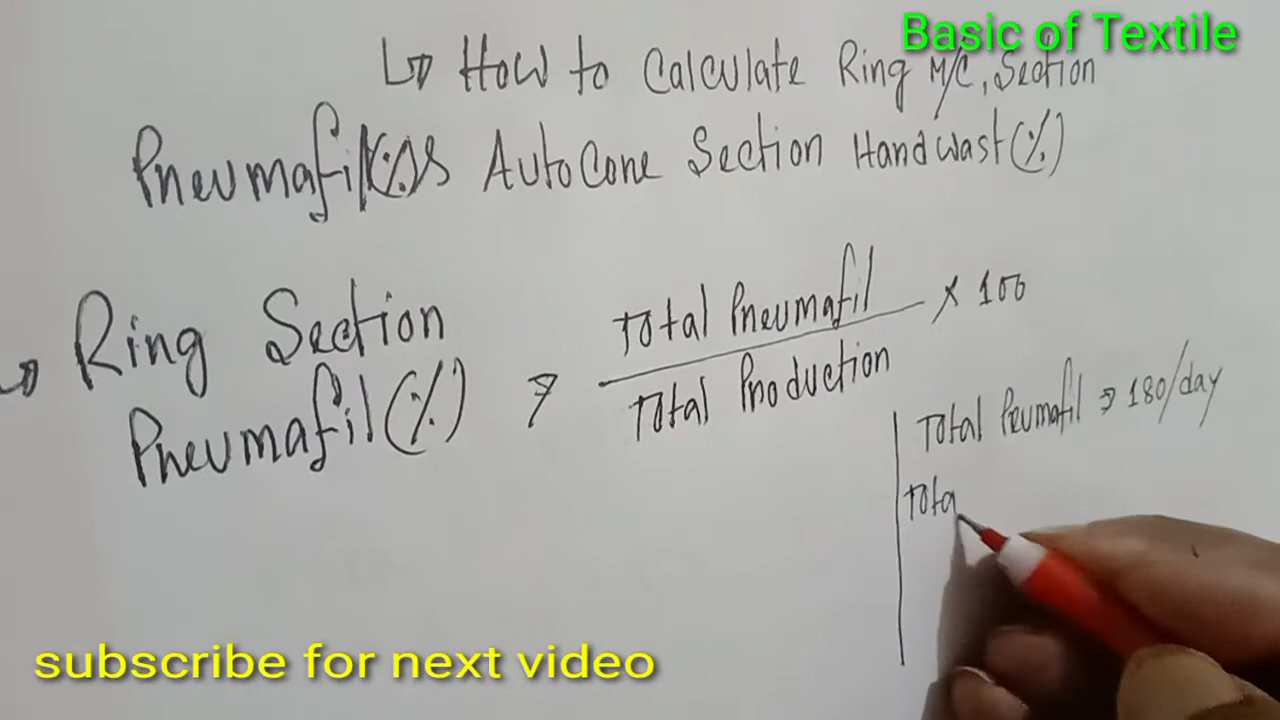 Basic of Textile
How to Calculate Ring M/C, Section
Pneumafil(%) & AutoCone Section Handwast(%)
Ring Section
Pneumafil(%)
Total Pneumafil × 100
Total Production
Total Peumafil → 180/day
Tota
subscribe for next video